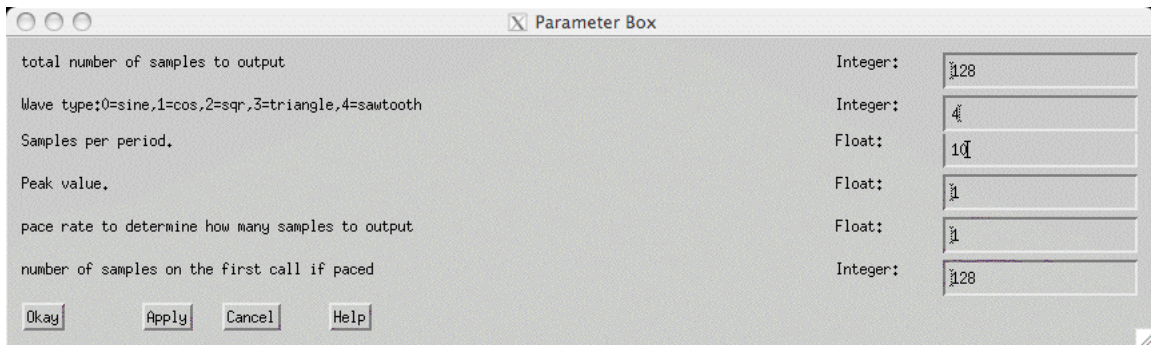 Parameter Box
total number of samples to output Integer: 128
Wave type:0=sine,1=cos,2=sqr,3=triangle,4=sawtooth Integer: 4
Samples per period. Float: 10
Peak value. Float: 1
pace rate to determine how many samples to output Float: 1
number of samples on the first call if paced Integer: 128
Okay Apply Cancel Help